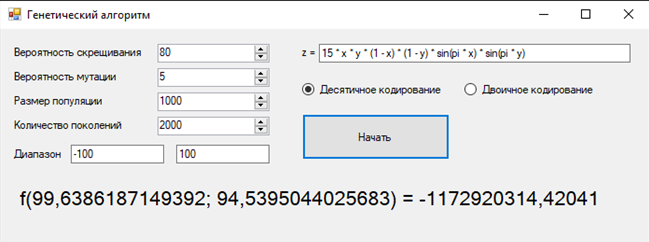 Генетический алгоритм
Вероятность скрещивания 80
z = 15 * x * y * (1 - x) * (1 - y) * sin(pi * x) * sin(pi * y)
Вероятность мутации 5
Десятичное кодирование Двоичное кодирование
Размер популяции 1000
Количество поколений 2000
Начать
Диапазон -100 100
f(99,6386187149392; 94,5395044025683) = -1172920314,42041